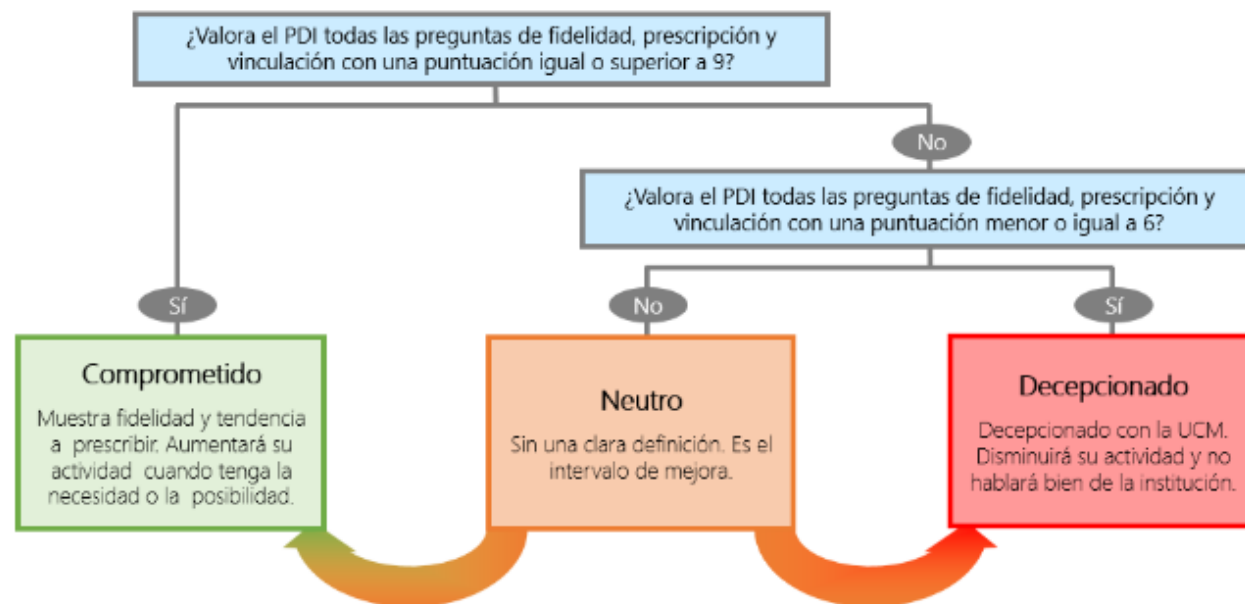 ¿Valora el PDI todas las preguntas de fidelidad, prescripción y
vinculación con una puntuación igual o superior a 9?
No
¿Valora el PDI todas las preguntas de fidelidad, prescripción y
vinculación con una puntuación menor o igual a 6?
Sí
No
Sí
Comprometido
Muestra fidelidad y tendencia
a prescribir. Aumentará su
actividad cuando tenga la
necesidad o la posibilidad.
Neutro
Sin una clara definición. Es el
intervalo de mejora.
Decepcionado
Decepcionado con la UCM.
Disminuirá su actividad y no
hablará bien de la institución.